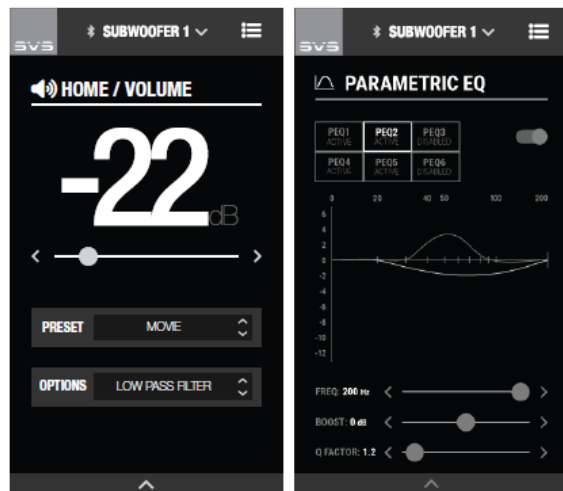 SVS
SUBWOOFER 1
HOME / VOLUME
-22 dB
PRESET MOVIE
OPTIONS LOW PASS FILTER
SVS
SUBWOOFER 1
PARAMETRIC EQ
PEQ1 PEQ2 PEQ3
ACTIVE ACTIVE DISABLED
PEQ4 PEQ5 PEQ6
ACTIVE ACTIVE DISABLED
0 20 40 50 100 200
6
4
2
0
-2
-4
-6
-8
-10
-12
FREQ: 200 Hz
BOOST: 0 dB
Q FACTOR: 1.2